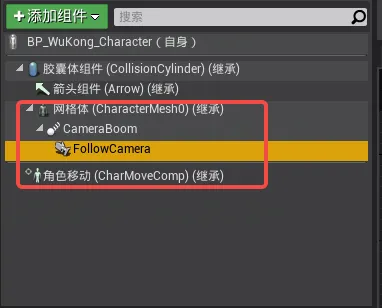 +添加组件 搜索
BP_WuKong_Character（自身）
胶囊体组件 (CollisionCylinder) (继承)
箭头组件 (Arrow) (继承)
网格体 (CharacterMesh0) (继承)
CameraBoom
FollowCamera
角色移动 (CharMoveComp) (继承)